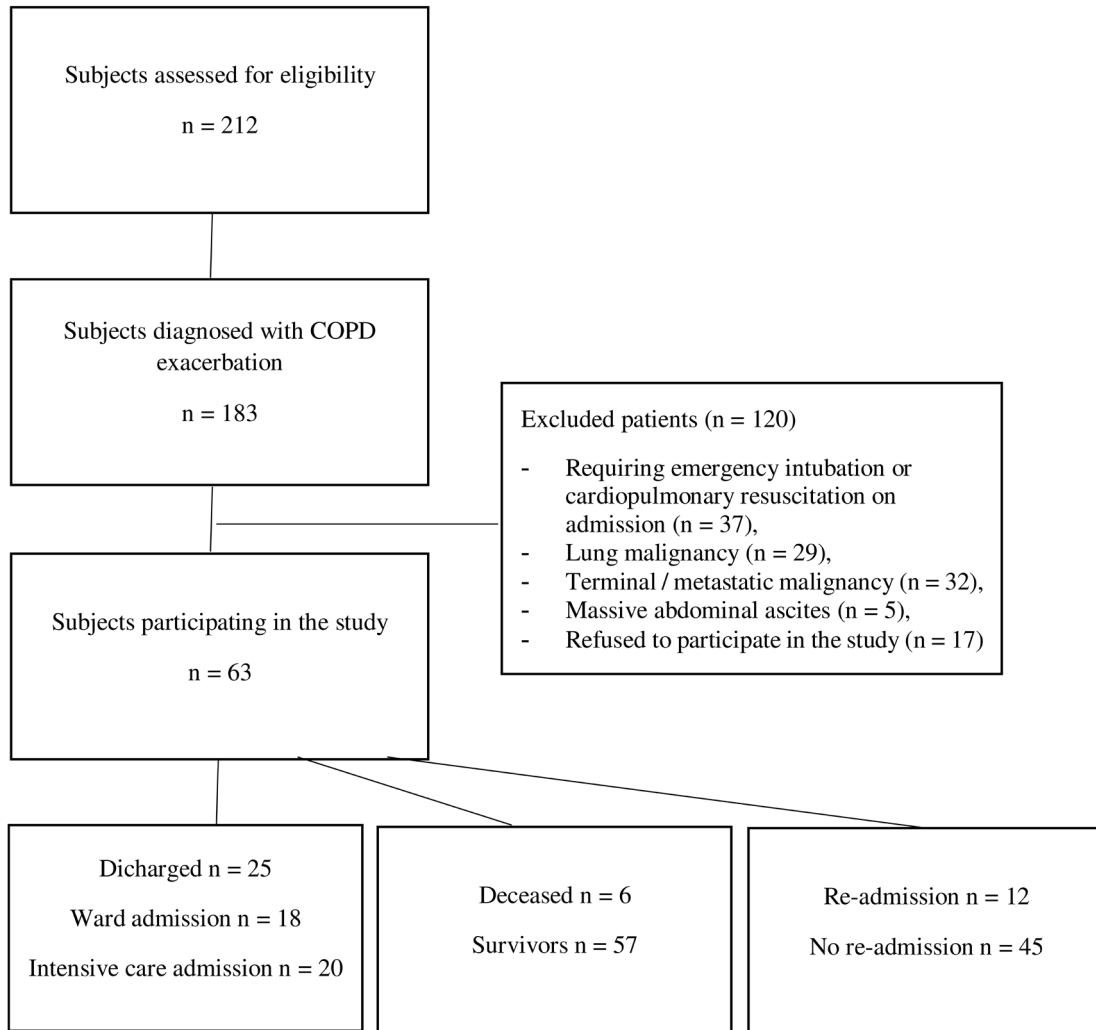 Subjects assessed for eligibility
n = 212
Subjects diagnosed with COPD
exacerbation
n = 183
Excluded patients (n = 120)
- Requiring emergency intubation or
cardiopulmonary resuscitation on
admission (n = 37),
- Lung malignancy (n = 29),
- Terminal / metastatic malignancy (n = 32),
- Massive abdominal ascites (n = 5),
- Refused to participate in the study (n = 17)
Subjects participating in the study
n = 63
Dicharged n = 25
Ward admission n = 18
Intensive care admission n = 20
Deceased n = 6
Survivors n = 57
Re-admission n = 12
No re-admission n = 45